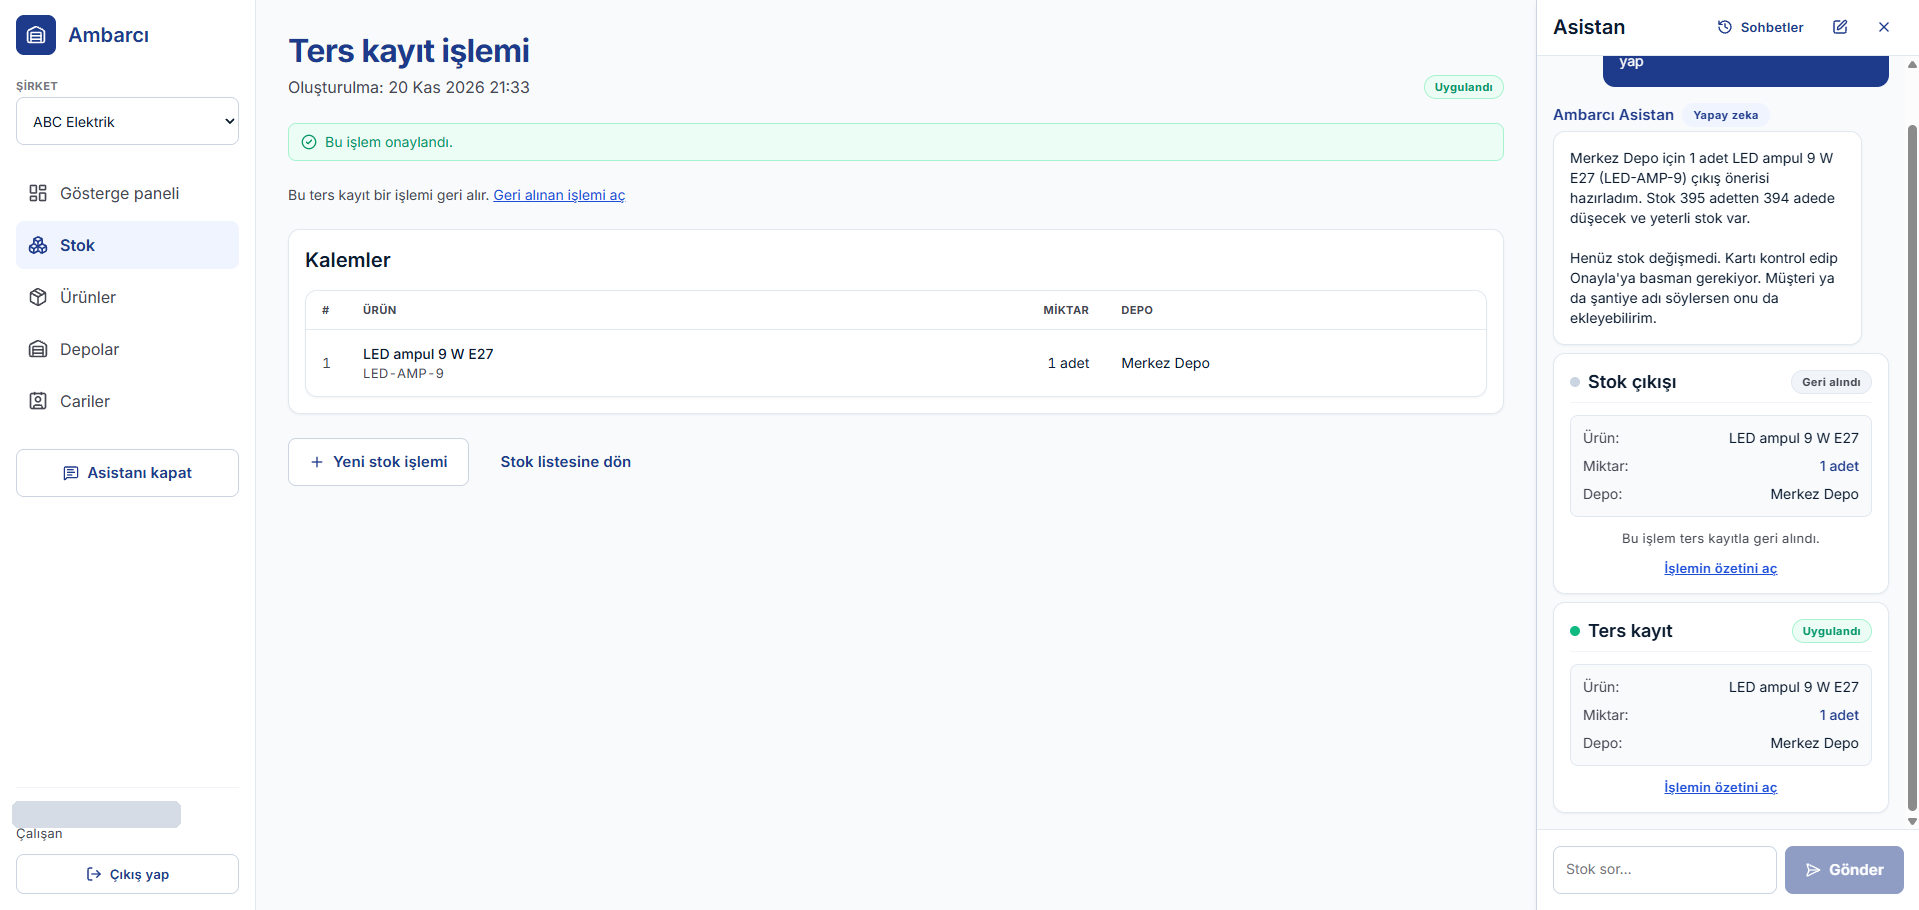 Ambarcı
ŞİRKET
ABC Elektrik
Gösterge paneli
Stok
Ürünler
Depolar
Cariler
Asistanı kapat
Çalışan
Çıkış yap
Ters kayıt işlemi
Oluşturulma: 20 Kas 2026 21:33
Uygulandı
Bu işlem onaylandı.
Bu ters kayıt bir işlemi geri alır. Geri alınan işlemi aç
Kalemler
# ÜRÜN MİKTAR DEPO
1 LED ampul 9 W E27 1 adet Merkez Depo
LED-AMP-9
Yeni stok işlemi
Stok listesine dön
Asistan
Sohbetler
yap
Ambarcı Asistan Yapay zeka
Merkez Depo için 1 adet LED ampul 9 W
E27 (LED-AMP-9) çıkış önerisi
hazırladım. Stok 395 adetten 394 adede
düşecek ve yeterli stok var.
Henüz stok değişmedi. Kartı kontrol edip
Onayla'ya basman gerekiyor. Müşteri ya
da şantiye adı söylersen onu da
ekleyebilirim.
Stok çıkışı Geri alındı
Ürün: LED ampul 9 W E27
Miktar: 1 adet
Depo: Merkez Depo
Bu işlem ters kayıtla geri alındı.
İşlemin özetini aç
Ters kayıt Uygulandı
Ürün: LED ampul 9 W E27
Miktar: 1 adet
Depo: Merkez Depo
İşlemin özetini aç
Stok sor...
Gönder